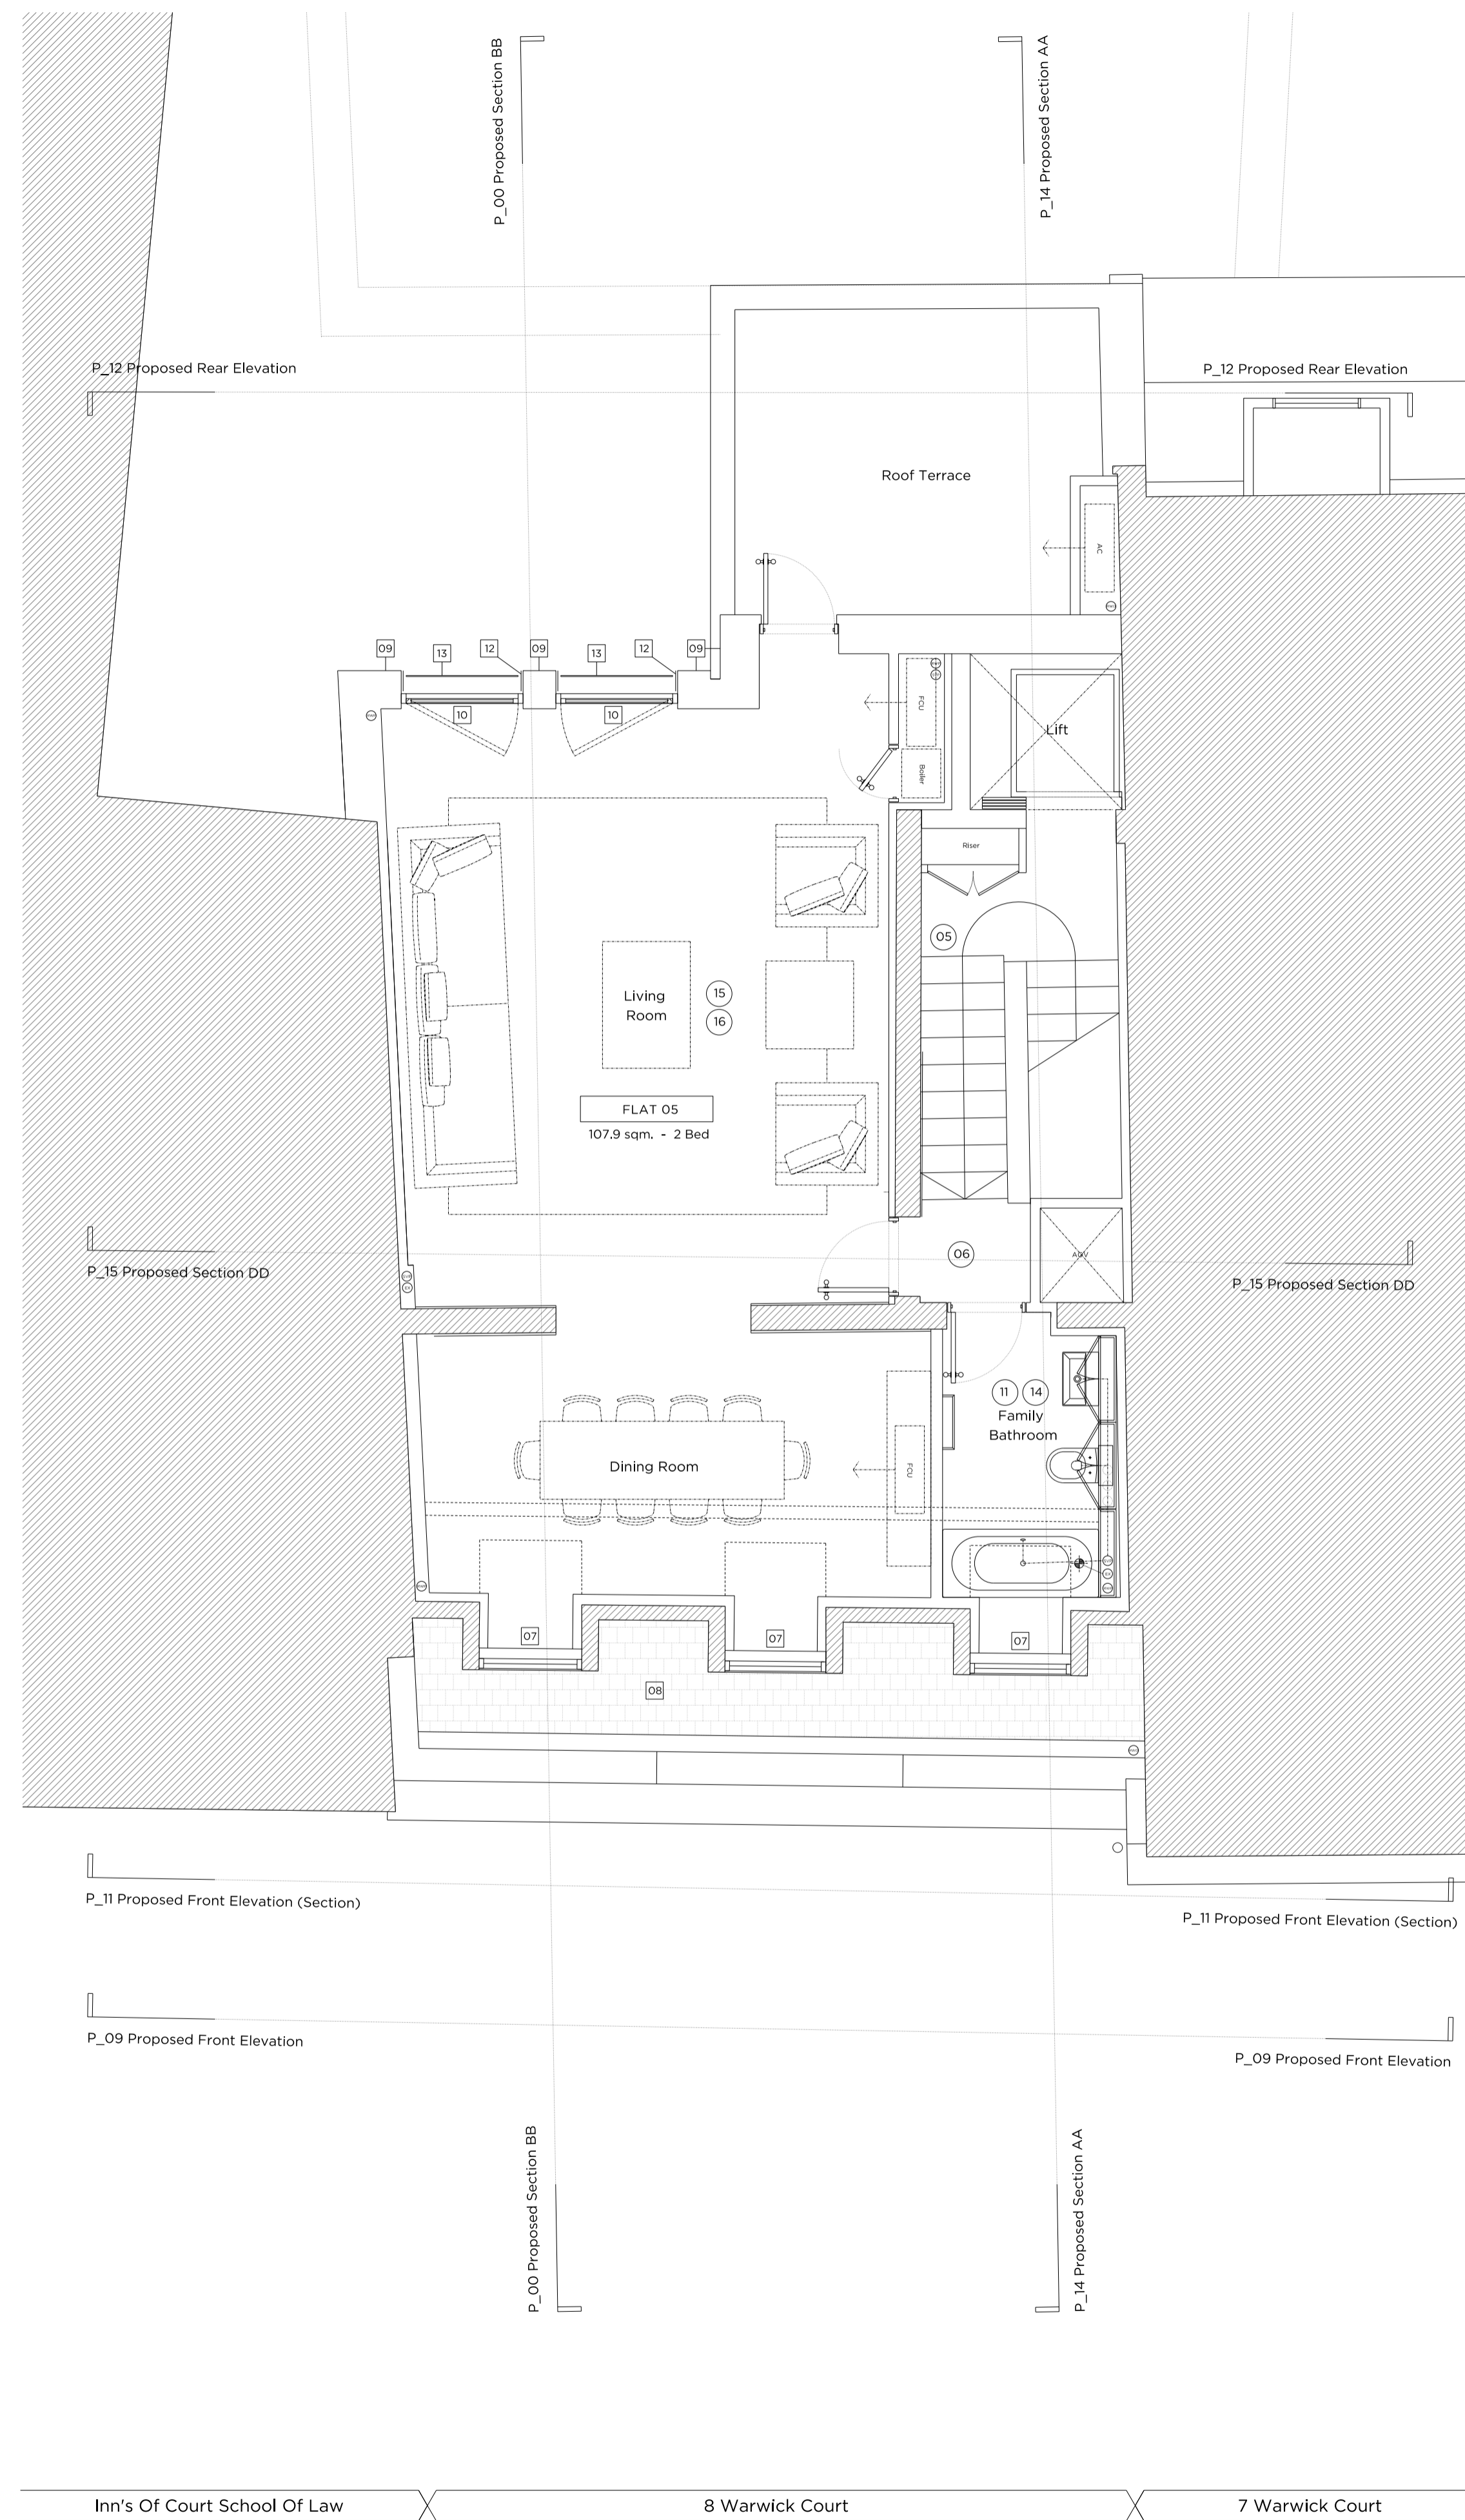 P_00 Proposed Section BB
P_14 Proposed Section AA
P_12 Proposed Rear Elevation
P_12 Proposed Rear Elevation
Roof Terrace
AC
09
13
12
09
13
12
09
10
10
FCU
Boiler
Lift
Riser
05
Living
Room
15
16
FLAT 05
107.9 sqm. - 2 Bed
06
AOV
P_15 Proposed Section DD
P_15 Proposed Section DD
11
14
Family
Bathroom
Dining Room
FCU
07
07
07
08
P_11 Proposed Front Elevation (Section)
P_11 Proposed Front Elevation (Section)
P_09 Proposed Front Elevation
P_09 Proposed Front Elevation
P_00 Proposed Section BB
P_14 Proposed Section AA
Inn's Of Court School Of Law
8 Warwick Court
7 Warwick Court